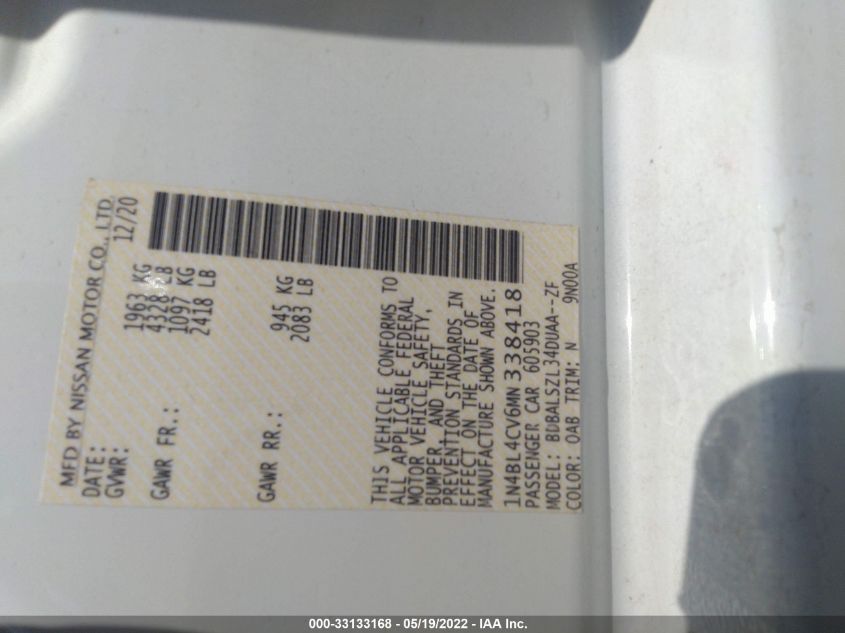 MFD BY NISSAN MOTOR CO., LTD.
DATE: 12/20
GVWR: 1963 KG
4328 LB
GAWR FR.: 1097 KG
2418 LB
GAWR RR.: 945 KG
2083 LB
THIS VEHICLE CONFORMS TO
ALL APPLICABLE FEDERAL
MOTOR VEHICLE SAFETY,
BUMPER, AND THEFT
PREVENTION STANDARDS IN
EFFECT ON THE DATE OF
MANUFACTURE SHOWN ABOVE.
1N4BL4CV6MN338418
PASSENGER CAR 605903
MODEL: BDBALSZL34DUAA--ZF
COLOR: QAB TRIM: N 9N00A
000-33133168 - 05/19/2022 - IAA Inc.